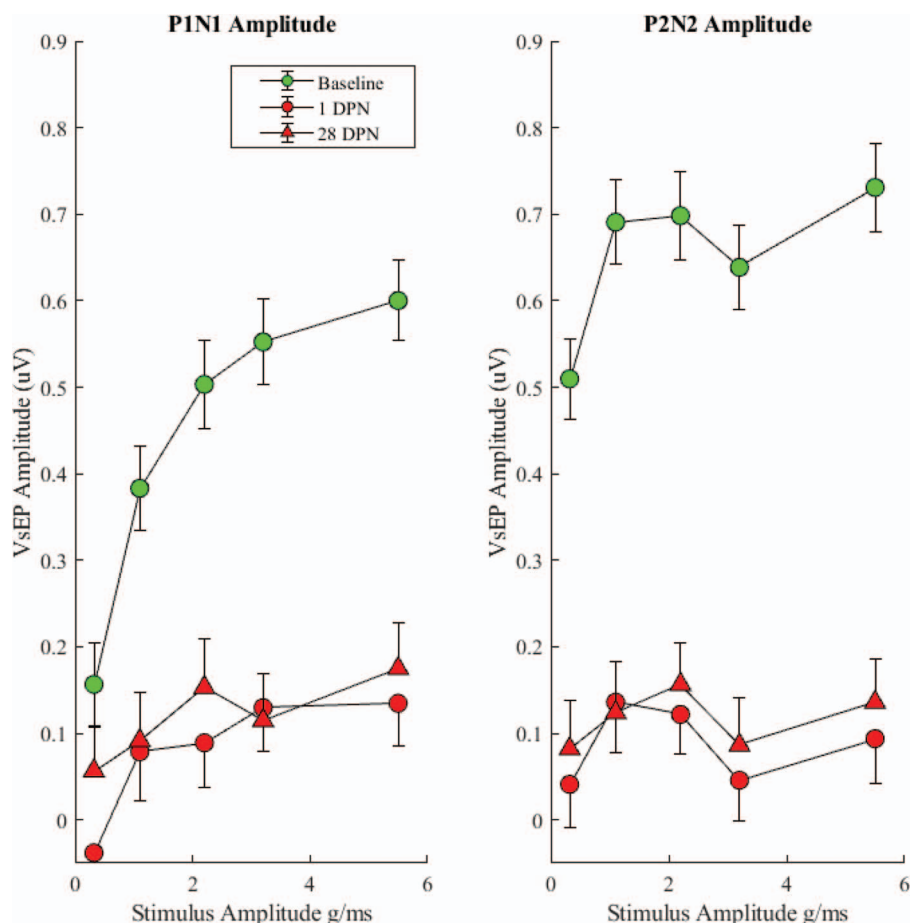 P1N1 Amplitude
0.9
0.8
0.7
0.6
0.5
0.4
0.3
0.2
0.1
0
VsEP Amplitude (uV)
Baseline
1 DPN
28 DPN
0 2 4 6
Stimulus Amplitude g/ms
P2N2 Amplitude
0.9
0.8
0.7
0.6
0.5
0.4
0.3
0.2
0.1
0
VsEP Amplitude (uV)
0 2 4 6
Stimulus Amplitude g/ms